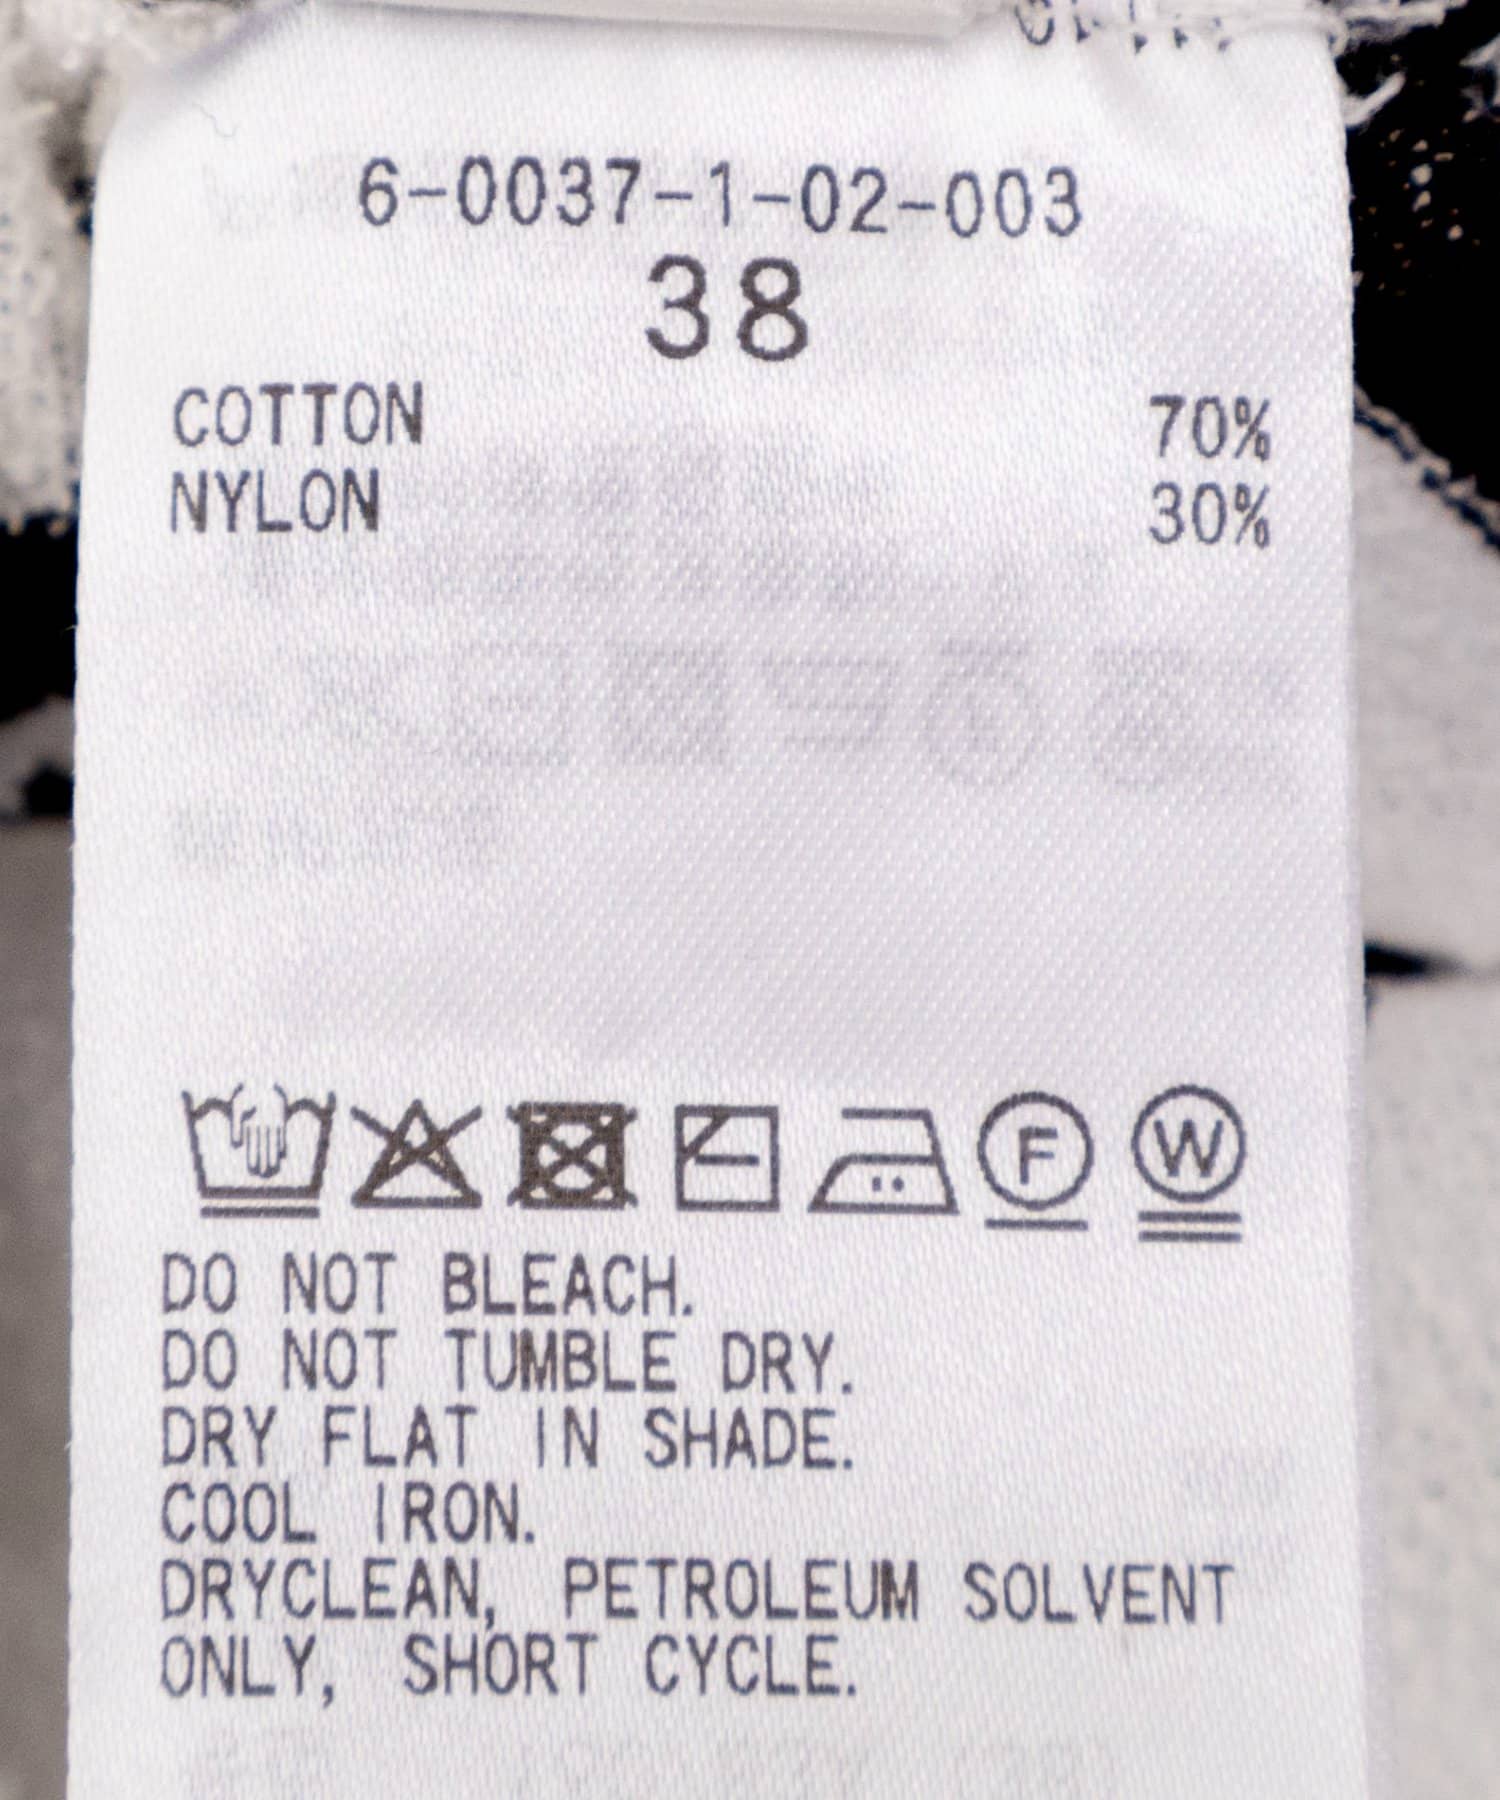 6-0037-1-02-003
38
COTTON 70%
NYLON 30%
F W
DO NOT BLEACH.
DO NOT TUMBLE DRY.
DRY FLAT IN SHADE.
COOL IRON.
DRYCLEAN, PETROLEUM SOLVENT
ONLY, SHORT CYCLE.